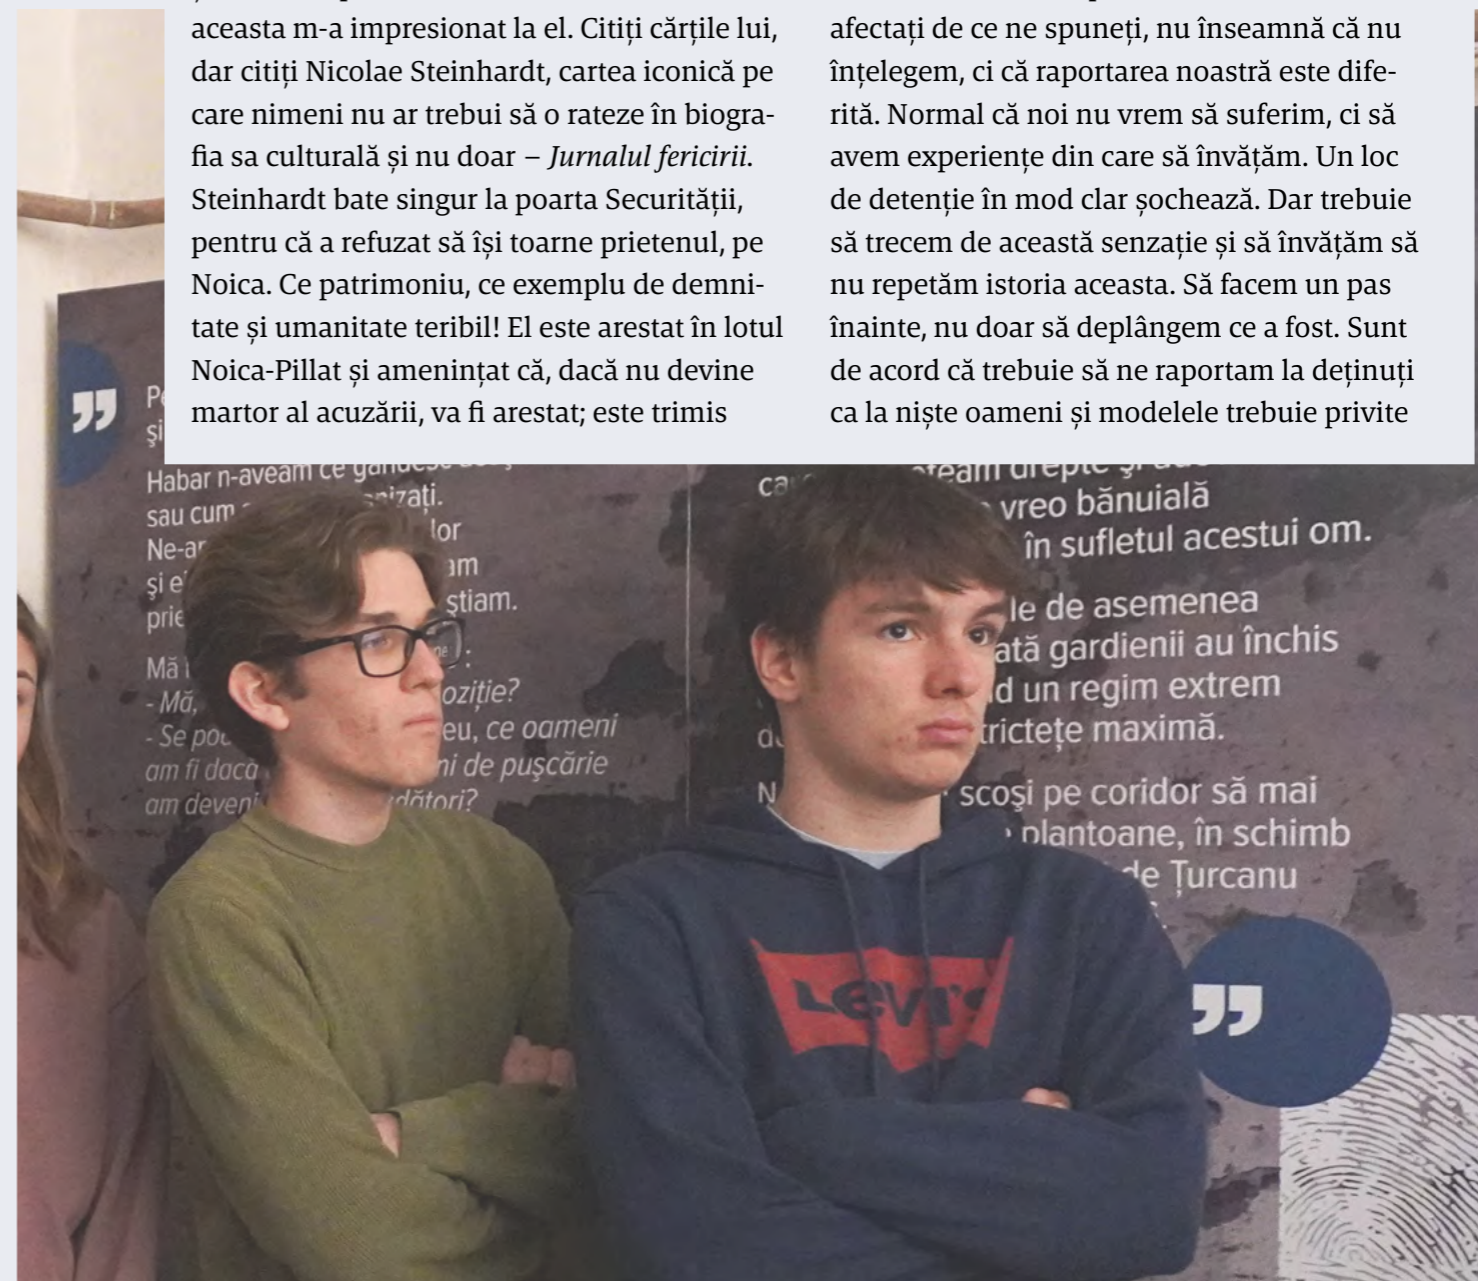 aceasta m-a impresionat la el. Citiți cărțile lui,
dar citiți Nicolae Steinhardt, cartea iconică pe
care nimeni nu ar trebui să o rateze în biogra-
fia sa culturală și nu doar – Jurnalul fericirii.
Steinhardt bate singur la poarta Securității,
pentru că a refuzat să își toarne prietenul, pe
Noica. Ce patrimoniu, ce exemplu de demni-
tate și umanitate teribil! El este arestat în lotul
Noica-Pillat și amenințat că, dacă nu devine
martor al acuzării, va fi arestat; este trimis
afectați de ce ne spuneți, nu înseamnă că nu
înțelegem, ci că raportarea noastră este dife-
rită. Normal că noi nu vrem să suferim, ci să
avem experiențe din care să învățăm. Un loc
de detenție în mod clar șochează. Dar trebuie
să trecem de această senzație și să învățăm să
nu repetăm istoria aceasta. Să facem un pas
înainte, nu doar să deplângem ce a fost. Sunt
de acord că trebuie să ne raportam la deținuți
ca la niște oameni și modelele trebuie privite
”
și
Habar n-aveam ce
sau cum
Ne-
și
știam.
Mă
- Mă,
- Se
ce oameni
am fi dacă de pușcărie
am
vreo bănuială
în sufletul acestui om.
de asemenea
gardienii au închis
un regim extrem
maximă.
scoşi pe coridor să mai
plantoane, în schimb
de Ţurcanu
LEVI'S
”